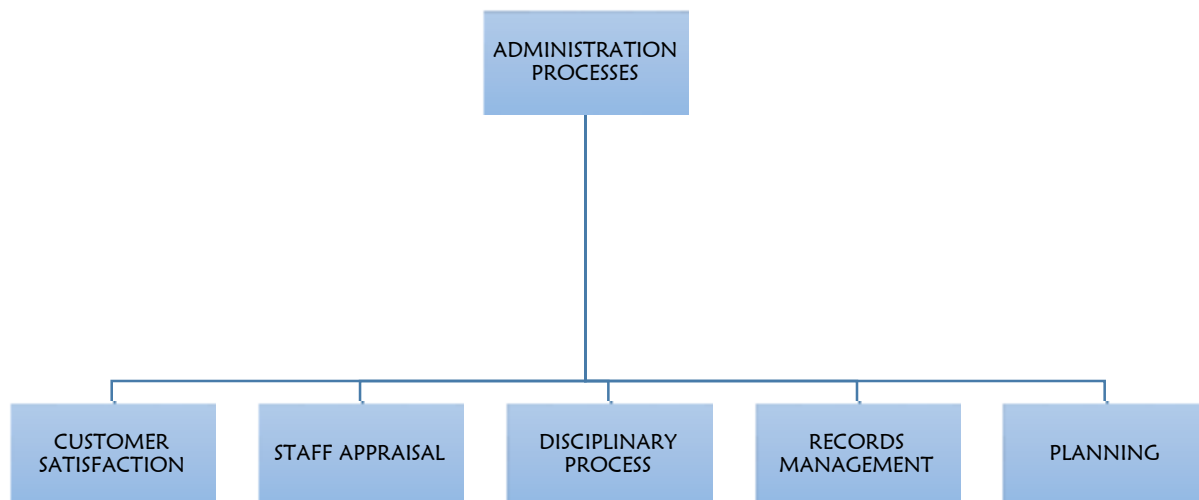 ADMINISTRATION
PROCESSES
CUSTOMER
SATISFACTION
STAFF APPRAISAL
DISCIPLINARY
PROCESS
RECORDS
MANAGEMENT
PLANNING